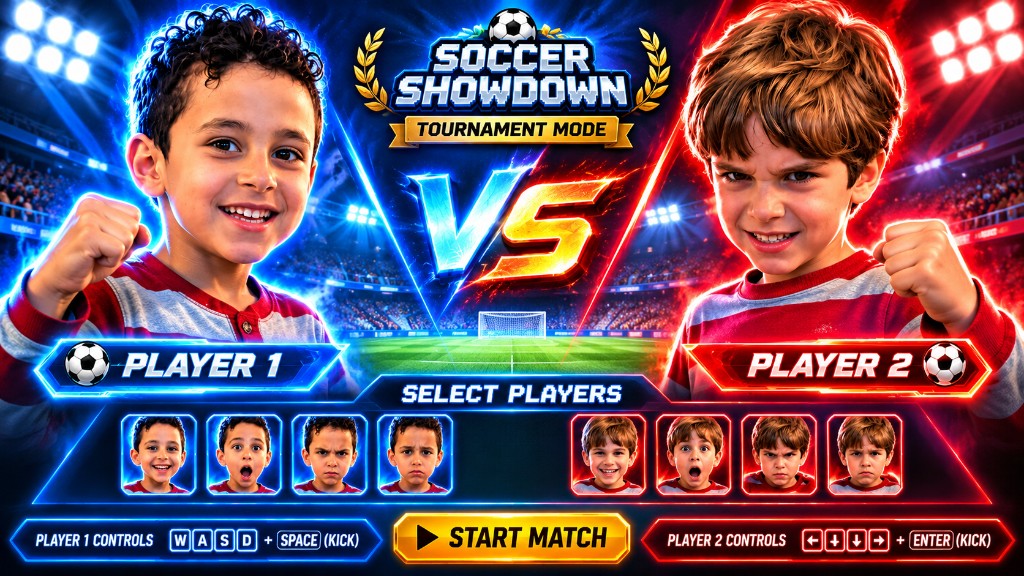 SOCCER
SHOWDOWN
TOURNAMENT MODE
VS
PLAYER 1
PLAYER 2
SELECT PLAYERS
PLAYER 1 CONTROLS W A S D + SPACE (KICK)
START MATCH
PLAYER 2 CONTROLS ← ↓ ↓ → + ENTER (KICK)